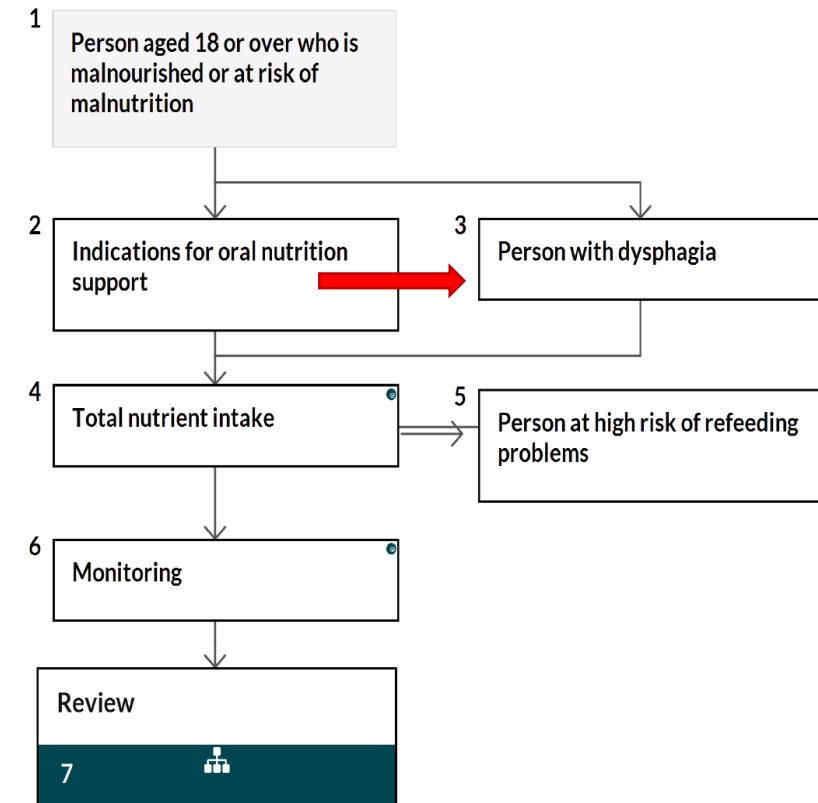 1
Person aged 18 or over who is
malnourished or at risk of
malnutrition
2
Indications for oral nutrition
support
3
Person with dysphagia
4
Total nutrient intake
5
Person at high risk of refeeding
problems
6
Monitoring
Review
7